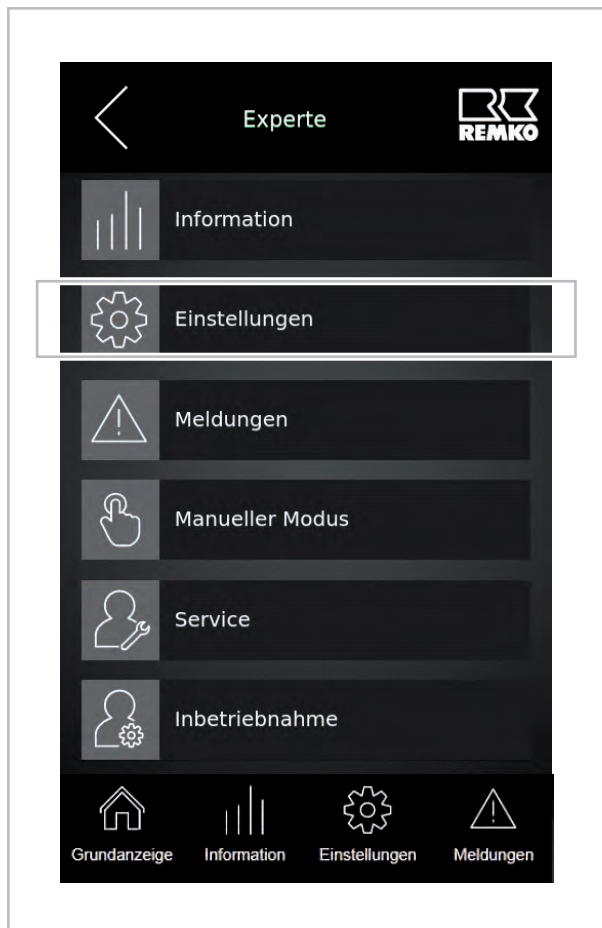 Experte
REMKO
Information
Einstellungen
Meldungen
Manueller Modus
Service
Inbetriebnahme
Grundanzeige Information Einstellungen Meldungen